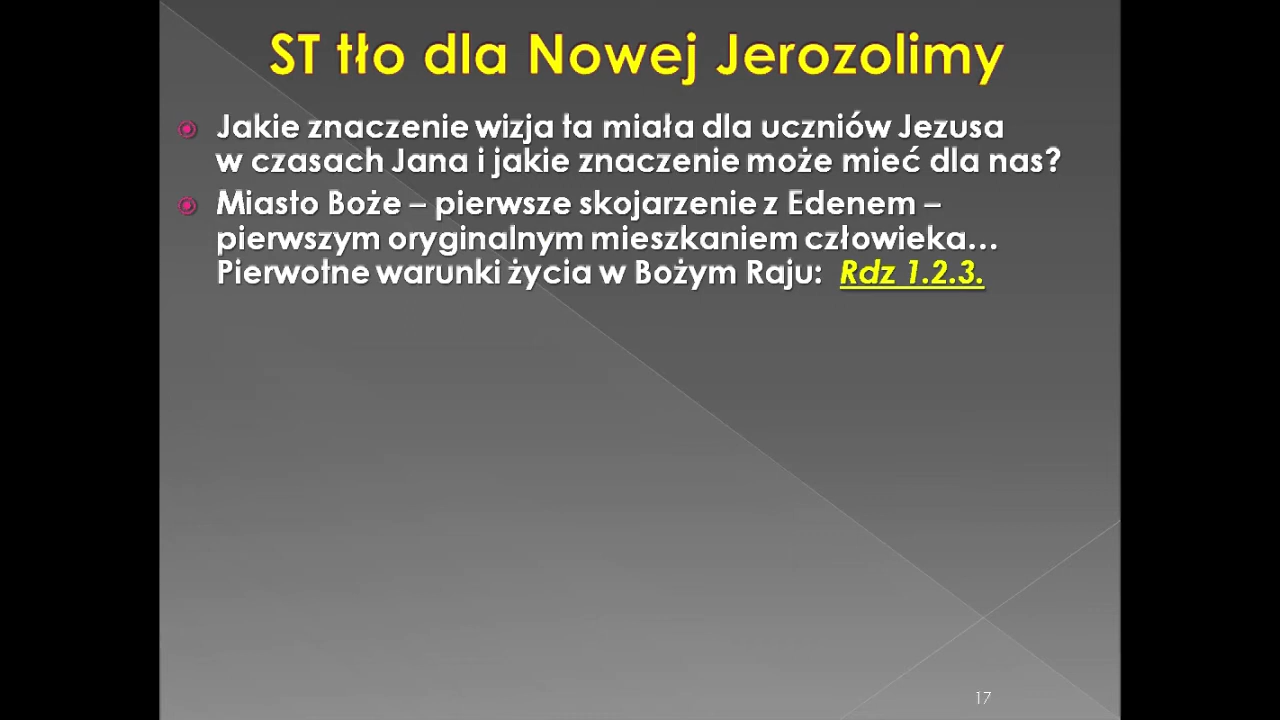 ST tło dla Nowej Jerozolimy
Jakie znaczenie wizja ta miała dla uczniów Jezusa
w czasach Jana i jakie znaczenie może mieć dla nas?
Miasto Boże – pierwsze skojarzenie z Edenem –
pierwszym oryginalnym mieszkaniem człowieka...
Pierwotne warunki życia w Bożym Raju: Rdz 1.2.3.
17